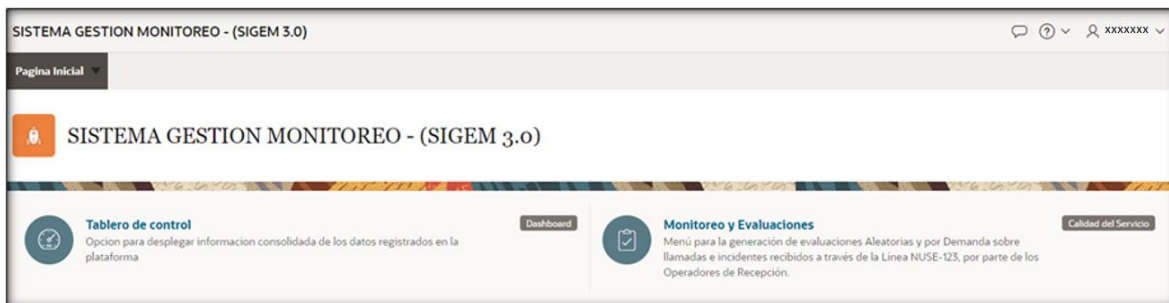 SISTEMA GESTION MONITOREO - (SIGEM 3.0)
xxxxxxx
Pagina Inicial
SISTEMA GESTION MONITOREO - (SIGEM 3.0)
Tablero de control
Dashboard
Opcion para desplegar informacion consolidada de los datos registrados en la
plataforma
Monitoreo y Evaluaciones
Calidad del Servicio
Menú para la generación de evaluaciones Aleatorias y por Demanda sobre
llamadas e incidentes recibidos a través de la Linea NUSE-123, por parte de los
Operadores de Recepción.